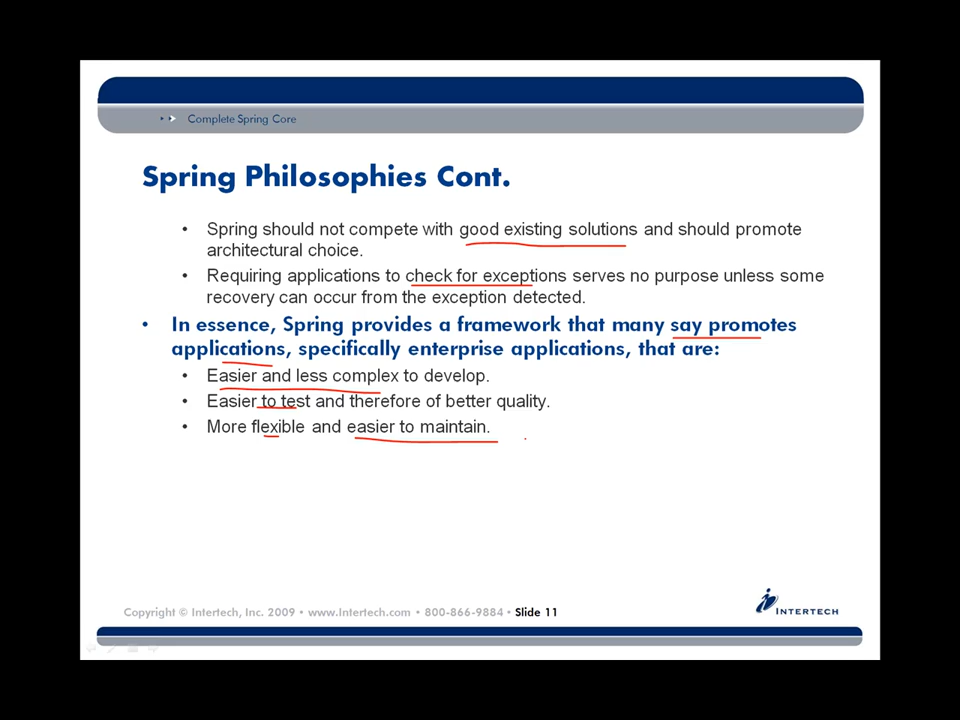 Complete Spring Core
Spring Philosophies Cont.
• Spring should not compete with good existing solutions and should promote
architectural choice.
• Requiring applications to check for exceptions serves no purpose unless some
recovery can occur from the exception detected.
• In essence, Spring provides a framework that many say promotes
applications, specifically enterprise applications, that are:
• Easier and less complex to develop.
• Easier to test and therefore of better quality.
• More flexible and easier to maintain.
Copyright © Intertech, Inc. 2009 • www.Intertech.com • 800-866-9884 • Slide 11
INTERTECH